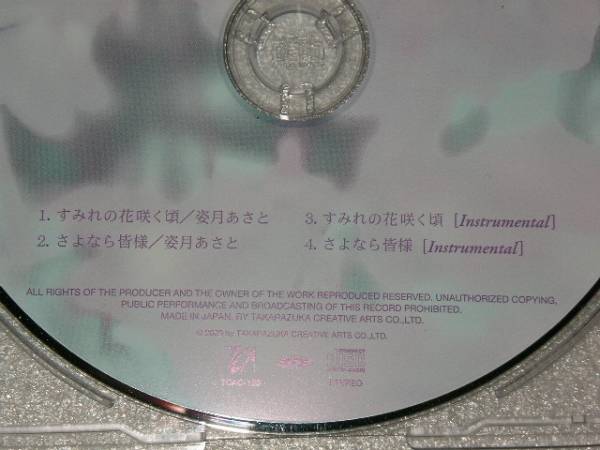 1. すみれの花咲く頃／姿月あさと
2. さよなら皆様／姿月あさと
3. すみれの花咲く頃 [Instrumental]
4. さよなら皆様 [Instrumental]
ALL RIGHTS OF THE PRODUCER AND THE OWNER OF THE WORK REPRODUCED RESERVED. UNAUTHORIZED COPYING,
PUBLIC PERFORMANCE AND BROADCASTING OF THIS RECORD PROHIBITED.
MADE IN JAPAN. BY TAKARAZUKA CREATIVE ARTS CO.,LTD.
by TAKARAZUKA CREATIVE ARTS CO.,LTD.
STEREO